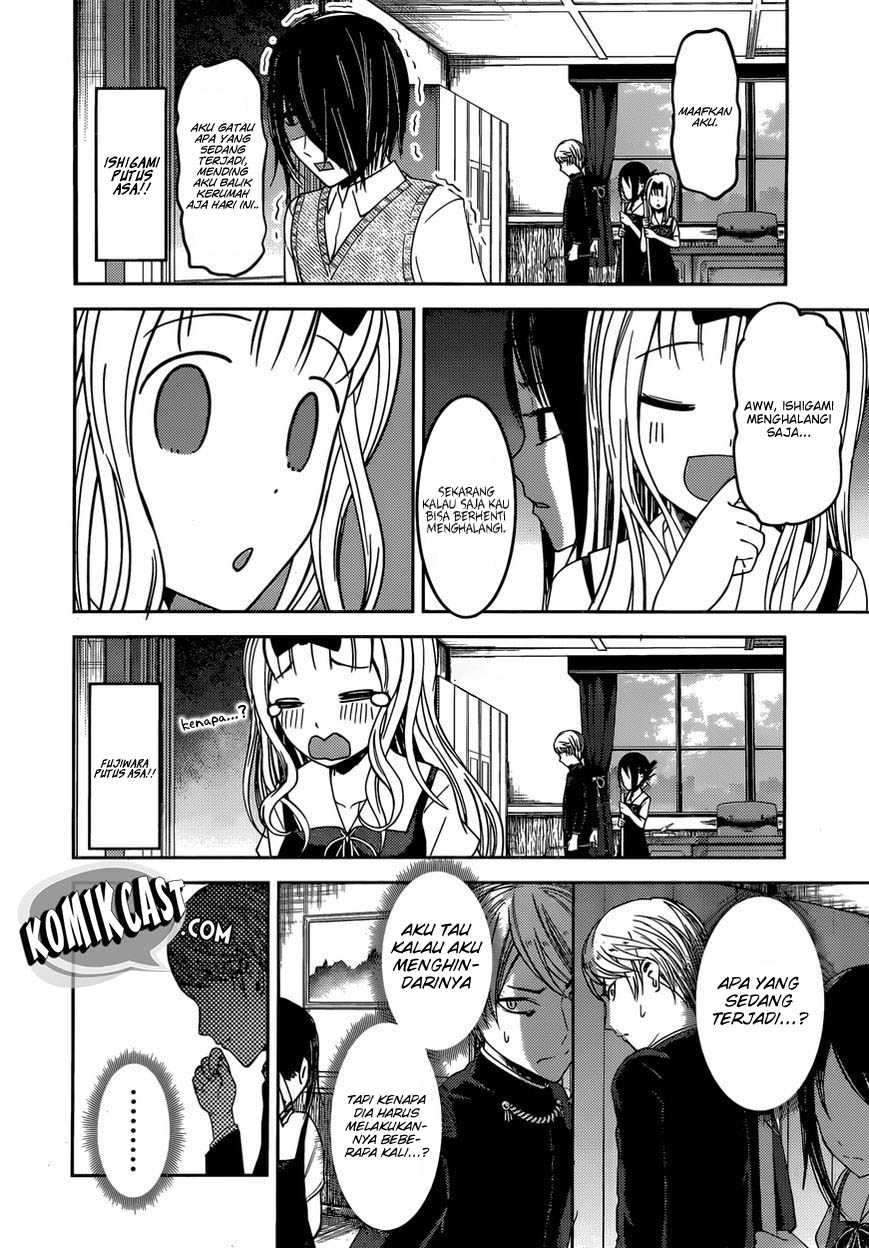 MAAFKAN
AKU.
AKU GATAU
APA YANG
SEDANG
TERJADI,
MENDING
AKU BALIK
KERUMAH
AJA HARI INI..
ISHIGAMI
PUTUS
ASA!!
AWW, ISHIGAMI
MENGHALANGI
SAJA...
SEKARANG
KALAU SAJA KAU
BISA BERHENTI
MENGHALANGI.
kenapa...?
FUJIWARA
PUTUS ASA!!
APA YANG
SEDANG
TERJADI...?
AKU TAU
KALAU AKU
MENGHIN-
DARINYA
TAPI KENAPA
DIA HARUS
MELAKUKAN-
NYA BEBE-
RAPA KALI...?
.........
KOMIKCAST
.COM